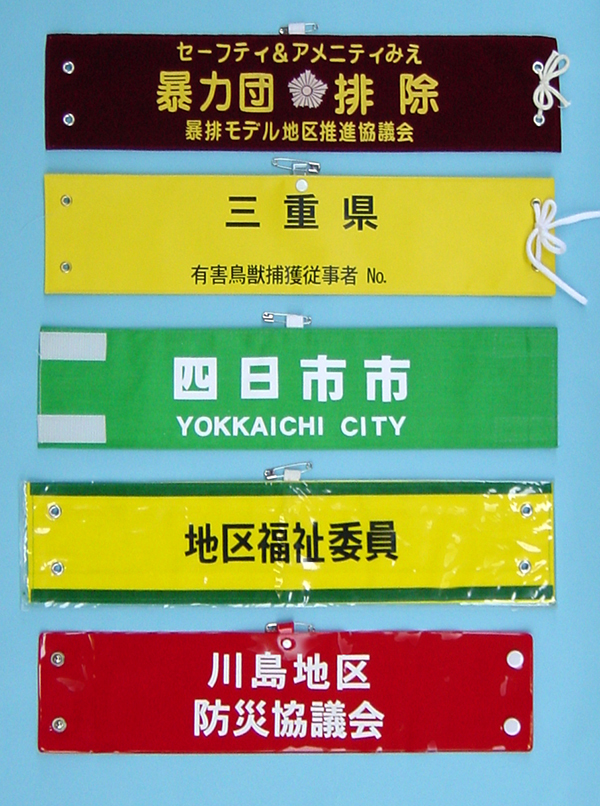 セーフティ&アメニティみえ
暴力団 排除
暴排モデル地区推進協議会
三重県
有害鳥獣捕獲従事者 No.
四日市市
YOKKAICHI CITY
地区福祉委員
川島地区
防災協議会